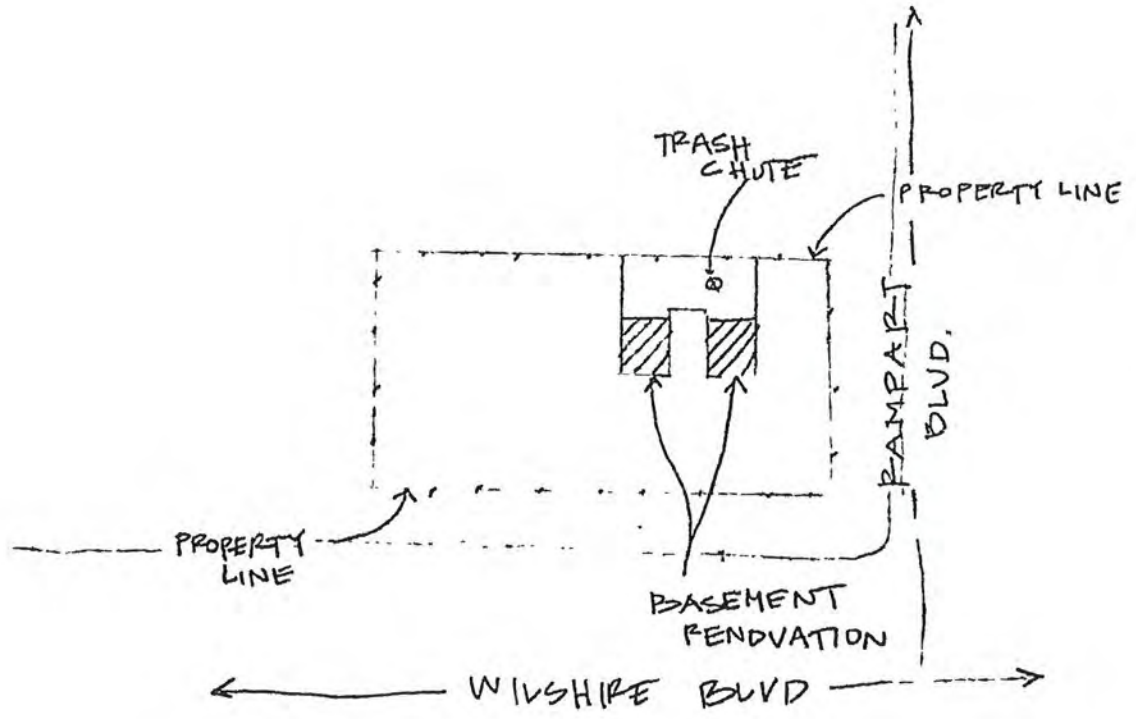 TRASH
CHUTE
PROPERTY LINE
RAMPART
BLVD.
PROPERTY
LINE
BASEMENT
RENOVATION
WILSHIRE BLVD